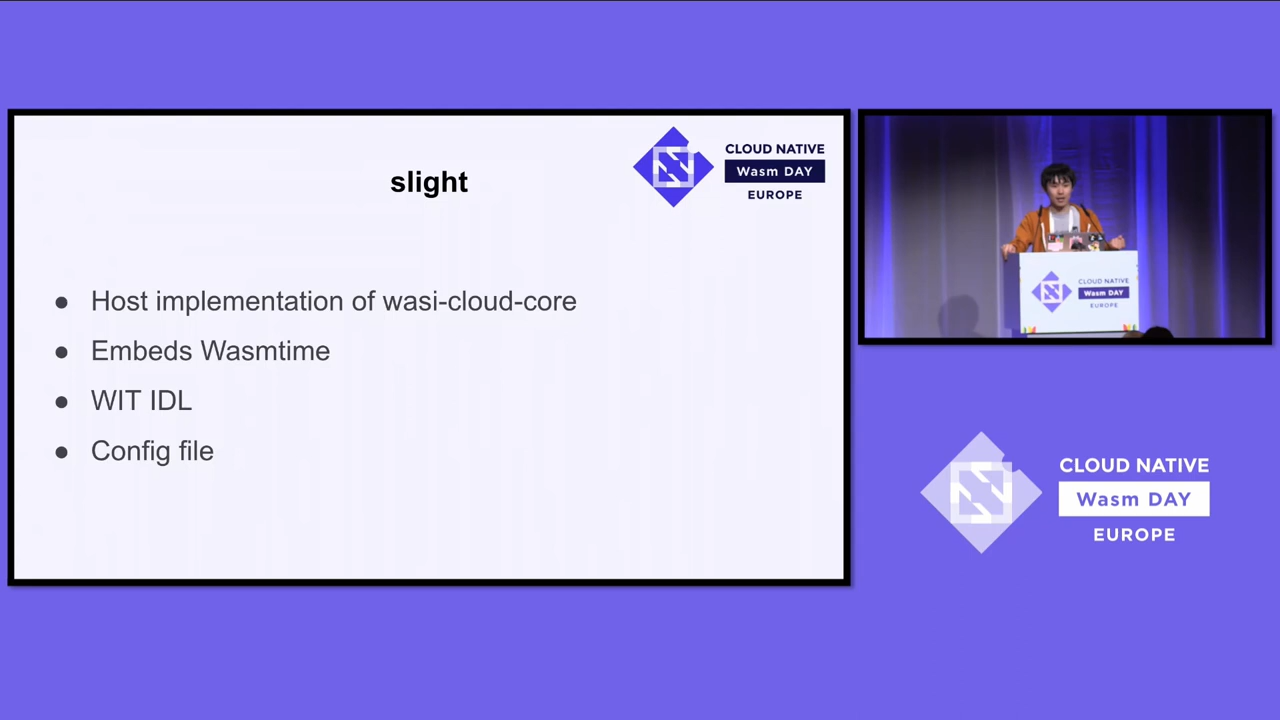 slight
CLOUD NATIVE
Wasm DAY
EUROPE
● Host implementation of wasi-cloud-core
● Embeds Wasmtime
● WIT IDL
● Config file
CLOUD NATIVE
Wasm DAY
EUROPE
CLOUD NATIVE
Wasm DAY
EUROPE